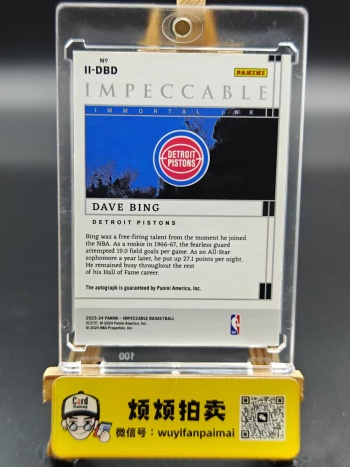 Nº
II-DBD
PANINI
IMPECCABLE
IMMORTAL INK
DETROIT
PISTONS
DAVE BING
DETROIT PISTONS
Bing was a free-firing talent from the moment he joined
the NBA. As a rookie in 1966-67, the fearless guard
attempted 19.0 field goals per game. As an All-Star
sophomore a year later, he put up 27.1 points per night.
He remained busy throughout the rest
of his Hall of Fame career.
The autograph is guaranteed by Panini America, Inc.
2023-24 PANINI – IMPECCABLE BASKETBALL
© 2024 Panini America, Inc.
© 2024 NBA Properties, Inc.
NBA
100
Card
烦烦拍卖
微信号：wuyifanpaimai